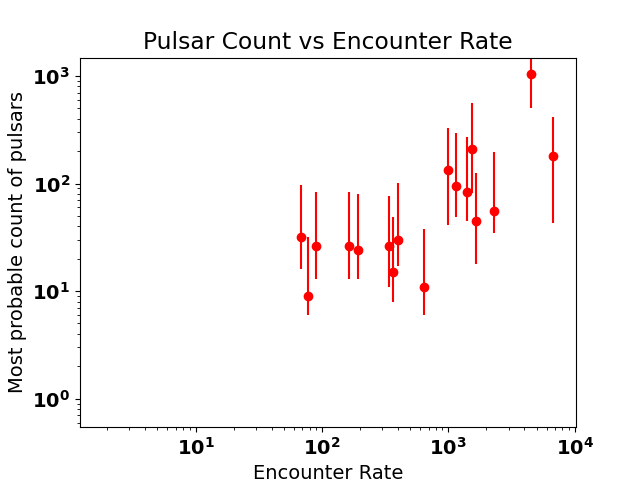 Pulsar Count vs Encounter Rate
Most probable count of pulsars
10³
10²
10¹
10⁰
10¹ 10² 10³ 10⁴
Encounter Rate